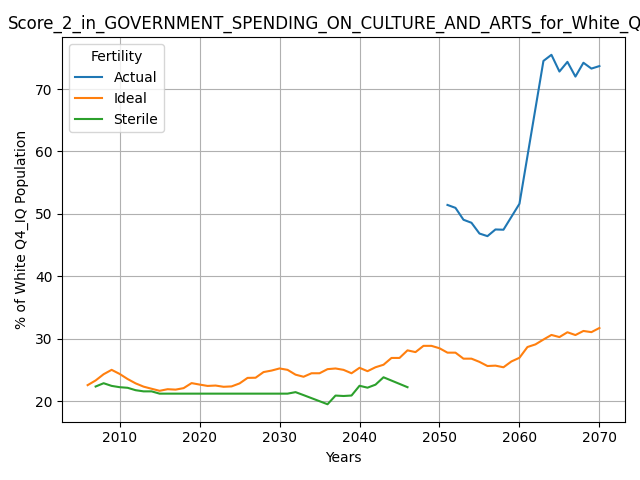 Score_2_in_GOVERNMENT_SPENDING_ON_CULTURE_AND_ARTS_for_White_Q
Fertility
Actual
Ideal
Sterile
% of White Q4_IQ Population
70
60
50
40
30
20
2010 2020 2030 2040 2050 2060 2070
Years